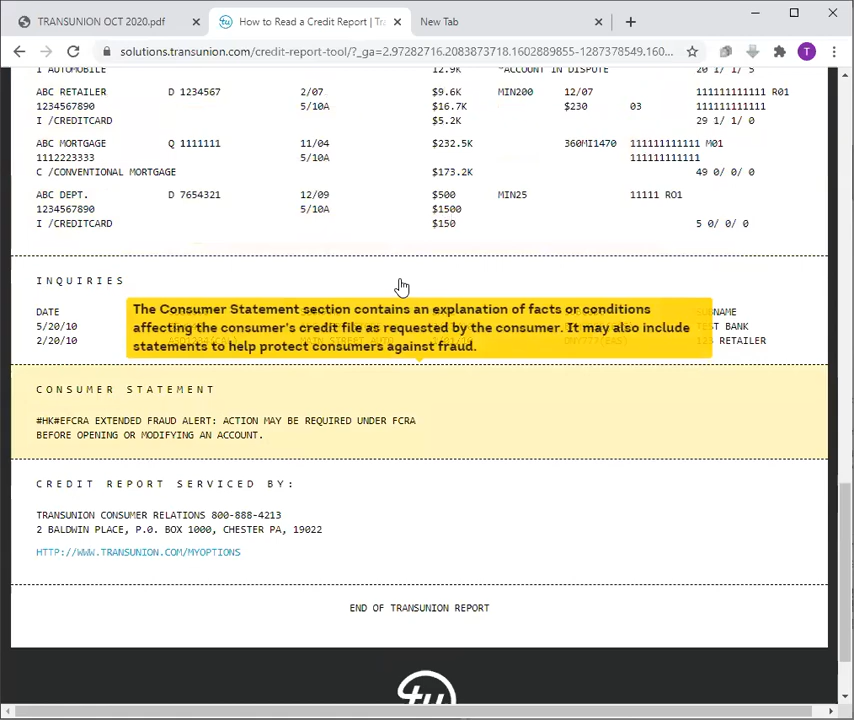 TRANSUNION OCT 2020.pdf
How to Read a Credit Report | Tra
New Tab
solutions.transunion.com/credit-report-tool/?_ga=2.97282716.2083873718.1602889855-1287378549.160...
T
I AUTOMOBILE $12.9K *ACCOUNT IN DISPUTE 20 1/ 1/ 5
ABC RETAILER D 1234567 2/07 $9.6K MIN200 12/07 111111111111 R01
1234567890 5/10A $16.7K $230 03 111111111111
I /CREDITCARD $5.2K 29 1/ 1/ 0
ABC MORTGAGE Q 1111111 11/04 $232.5K 360MI1470 111111111111 M01
1112223333 5/10A 111111111111
C /CONVENTIONAL MORTGAGE $173.2K 49 0/ 0/ 0
ABC DEPT. D 7654321 12/09 $500 MIN25 11111 RO1
1234567890 5/10A $1500
I /CREDITCARD $150 5 0/ 0/ 0
INQUIRIES
DATE SUBNAME
5/20/10 TEST BANK
2/20/10 123 RETAILER
The Consumer Statement section contains an explanation of facts or conditions
affecting the consumer's credit file as requested by the consumer. It may also include
statements to help protect consumers against fraud.
CONSUMER STATEMENT
#HK#EFCRA EXTENDED FRAUD ALERT: ACTION MAY BE REQUIRED UNDER FCRA
BEFORE OPENING OR MODIFYING AN ACCOUNT.
CREDIT REPORT SERVICED BY:
TRANSUNION CONSUMER RELATIONS 800-888-4213
2 BALDWIN PLACE, P.O. BOX 1000, CHESTER PA, 19022
HTTP://WWW.TRANSUNION.COM/MYOPTIONS
END OF TRANSUNION REPORT
tu